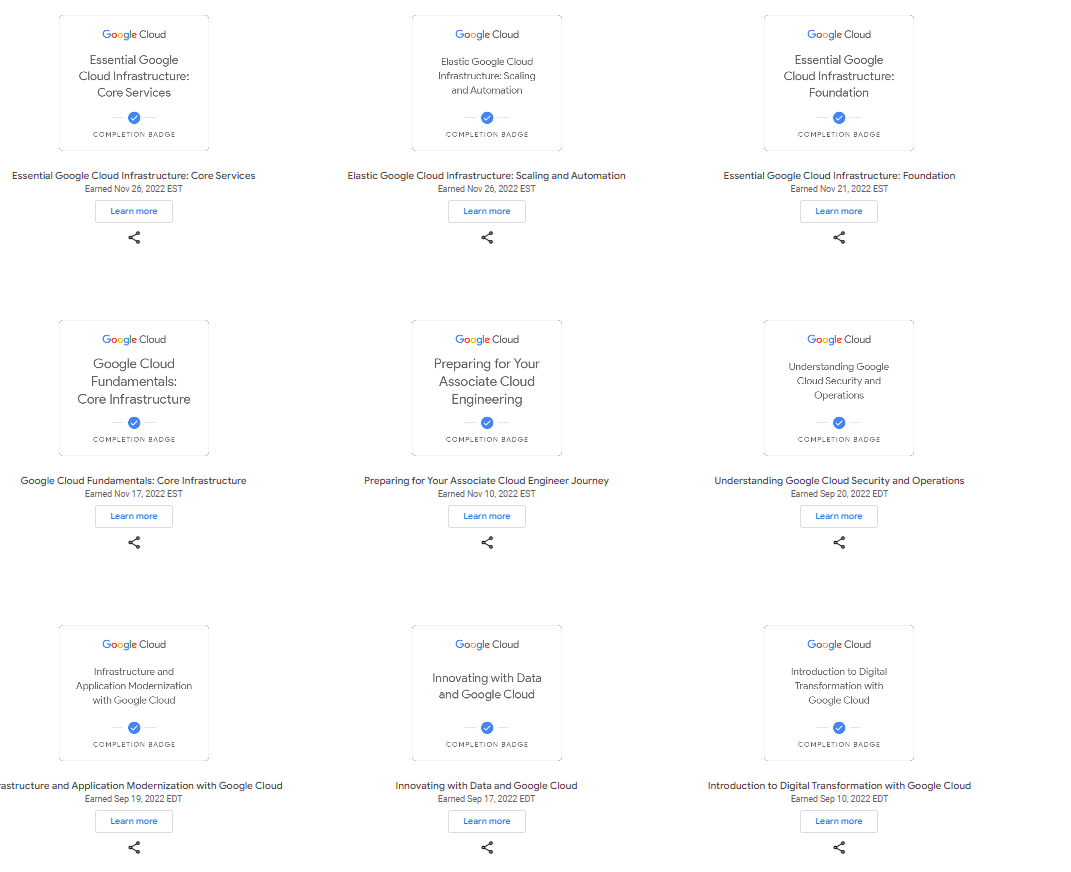 Google Cloud
Essential Google
Cloud Infrastructure:
Core Services
COMPLETION BADGE
Essential Google Cloud Infrastructure: Core Services
Earned Nov 26, 2022 EST
Learn more
Google Cloud
Elastic Google Cloud
Infrastructure: Scaling
and Automation
COMPLETION BADGE
Elastic Google Cloud Infrastructure: Scaling and Automation
Earned Nov 26, 2022 EST
Learn more
Google Cloud
Essential Google
Cloud Infrastructure:
Foundation
COMPLETION BADGE
Essential Google Cloud Infrastructure: Foundation
Earned Nov 21, 2022 EST
Learn more
Google Cloud
Google Cloud
Fundamentals:
Core Infrastructure
COMPLETION BADGE
Google Cloud Fundamentals: Core Infrastructure
Earned Nov 17, 2022 EST
Learn more
Google Cloud
Preparing for Your
Associate Cloud
Engineering
COMPLETION BADGE
Preparing for Your Associate Cloud Engineer Journey
Earned Nov 10, 2022 EST
Learn more
Google Cloud
Understanding Google
Cloud Security and
Operations
COMPLETION BADGE
Understanding Google Cloud Security and Operations
Earned Sep 20, 2022 EDT
Learn more
Google Cloud
Infrastructure and
Application Modernization
with Google Cloud
COMPLETION BADGE
rastructure and Application Modernization with Google Cloud
Earned Sep 19, 2022 EDT
Learn more
Google Cloud
Innovating with Data
and Google Cloud
COMPLETION BADGE
Innovating with Data and Google Cloud
Earned Sep 17, 2022 EDT
Learn more
Google Cloud
Introduction to Digital
Transformation with
Google Cloud
COMPLETION BADGE
Introduction to Digital Transformation with Google Cloud
Earned Sep 10, 2022 EDT
Learn more